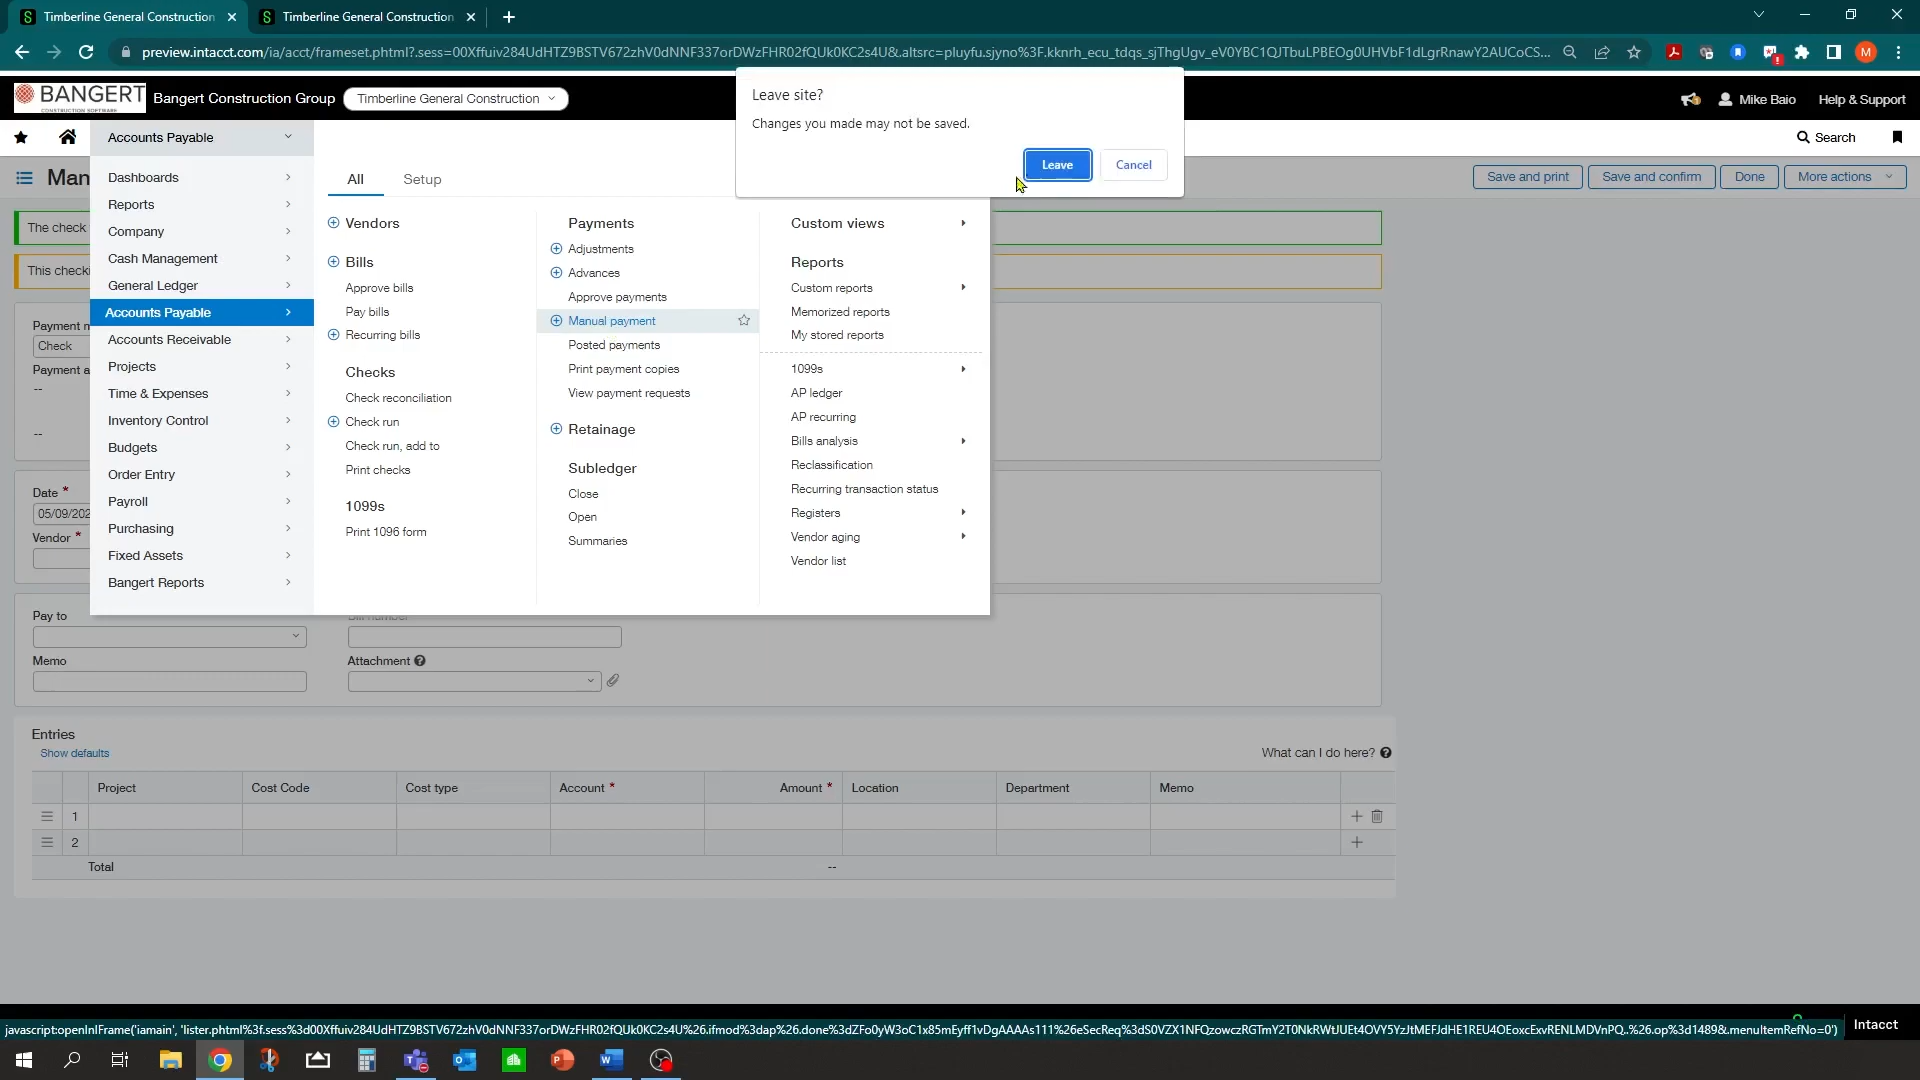 Timberline General Construction
Timberline General Construction
preview.intacct.com/ia/acct/frameset.phtml?.sess=
BANGERT
CONSTRUCTION SOFTWARE
Bangert Construction Group
Timberline General Construction
Mike Baio
Help & Support
Leave site?
Changes you made may not be saved.
Leave
Cancel
Accounts Payable
Search
Man
All
Setup
Save and print
Save and confirm
Done
More actions
Dashboards
Reports
Company
Cash Management
General Ledger
Accounts Payable
Accounts Receivable
Projects
Time & Expenses
Inventory Control
Budgets
Order Entry
Payroll
Purchasing
Fixed Assets
Bangert Reports
Vendors
Bills
Approve bills
Pay bills
Recurring bills
Checks
Check reconciliation
Check run
Check run, add to
Print checks
1099s
Print 1096 form
Payments
Adjustments
Advances
Approve payments
Manual payment
Posted payments
Print payment copies
View payment requests
Retainage
Subledger
Close
Open
Summaries
Custom views
Reports
Custom reports
Memorized reports
My stored reports
1099s
AP ledger
AP recurring
Bills analysis
Reclassification
Recurring transaction status
Registers
Vendor aging
Vendor list
The check
This checki
Payment m
Check
Payment a
--
--
Date *
05/09/202
Vendor *
Pay to
Bill number
Memo
Attachment
Entries
Show defaults
What can I do here?
Project Cost Code Cost type Account * Amount * Location Department Memo
1
2
Total --
Intacct